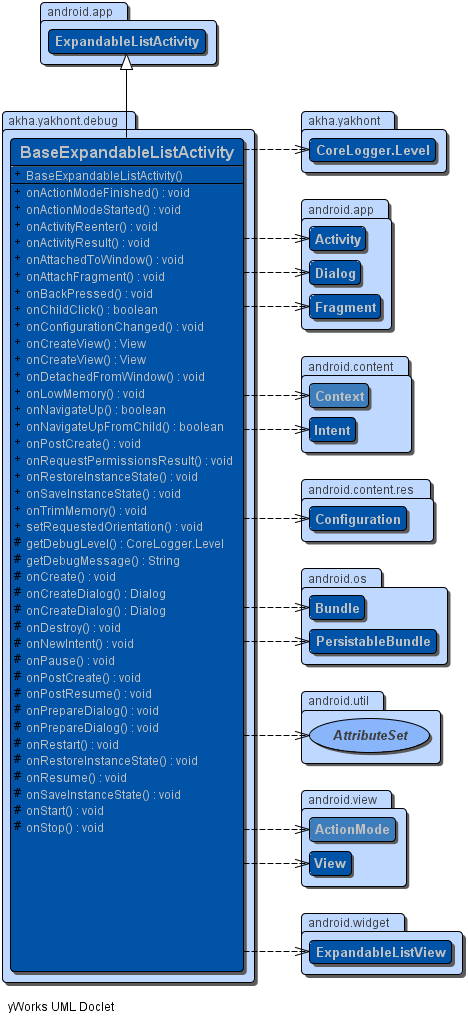 android.app
ExpandableListActivity
akha.yakhont.debug
BaseExpandableListActivity
+ BaseExpandableListActivity()
+ onActionModeFinished() : void
+ onActionModeStarted() : void
+ onActivityReenter() : void
+ onActivityResult() : void
+ onAttachedToWindow() : void
+ onAttachFragment() : void
+ onBackPressed() : void
+ onChildClick() : boolean
+ onConfigurationChanged() : void
+ onCreateView() : View
+ onCreateView() : View
+ onDetachedFromWindow() : void
+ onLowMemory() : void
+ onNavigateUp() : boolean
+ onNavigateUpFromChild() : boolean
+ onPostCreate() : void
+ onRequestPermissionsResult() : void
+ onRestoreInstanceState() : void
+ onSaveInstanceState() : void
+ onTrimMemory() : void
+ setRequestedOrientation() : void
# getDebugLevel() : CoreLogger.Level
# getDebugMessage() : String
# onCreate() : void
# onCreateDialog() : Dialog
# onCreateDialog() : Dialog
# onDestroy() : void
# onNewIntent() : void
# onPause() : void
# onPostCreate() : void
# onPostResume() : void
# onPrepareDialog() : void
# onPrepareDialog() : void
# onRestart() : void
# onRestoreInstanceState() : void
# onResume() : void
# onSaveInstanceState() : void
# onStart() : void
# onStop() : void
akha.yakhont
CoreLogger.Level
android.app
Activity
Dialog
Fragment
android.content
Context
Intent
android.content.res
Configuration
android.os
Bundle
PersistableBundle
android.util
AttributeSet
android.view
ActionMode
View
android.widget
ExpandableListView
yWorks UML Doclet